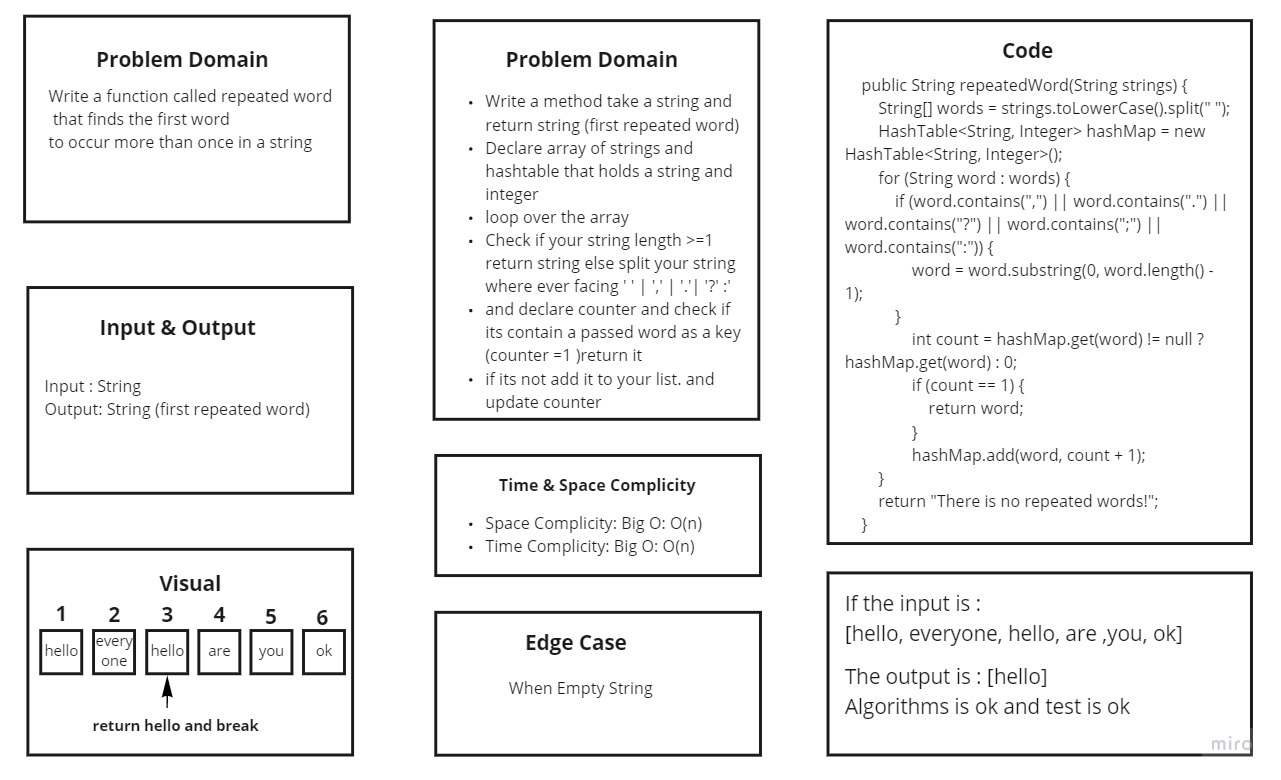 Problem Domain
Write a function called repeated word
that finds the first word
to occur more than once in a string
Input & Output
Input : String
Output: String (first repeated word)
Visual
1 2 3 4 5 6
hello
every
one
hello
are
you
ok
return hello and break
Problem Domain
• Write a method take a string and
return string (first repeated word)
• Declare array of strings and
hashtable that holds a string and
integer
• loop over the array
• Check if your string length >=1
return string else split your string
where ever facing ' ' | ',' | '.'| '?' :'
• and declare counter and check if
its contain a passed word as a key
(counter =1 )return it
• if its not add it to your list. and
update counter
Time & Space Complicity
• Space Complicity: Big O: O(n)
• Time Complicity: Big O: O(n)
Edge Case
When Empty String
Code
public String repeatedWord(String strings) {
String[] words = strings.toLowerCase().split(" ");
HashTable<String, Integer> hashMap = new
HashTable<String, Integer>();
for (String word : words) {
if (word.contains(",") || word.contains(".") ||
word.contains("?") || word.contains(";") ||
word.contains(":")) {
word = word.substring(0, word.length() -
1);
}
int count = hashMap.get(word) != null ?
hashMap.get(word) : 0;
if (count == 1) {
return word;
}
hashMap.add(word, count + 1);
}
return "There is no repeated words!";
}
If the input is :
[hello, everyone, hello, are ,you, ok]
The output is : [hello]
Algorithms is ok and test is ok
miro